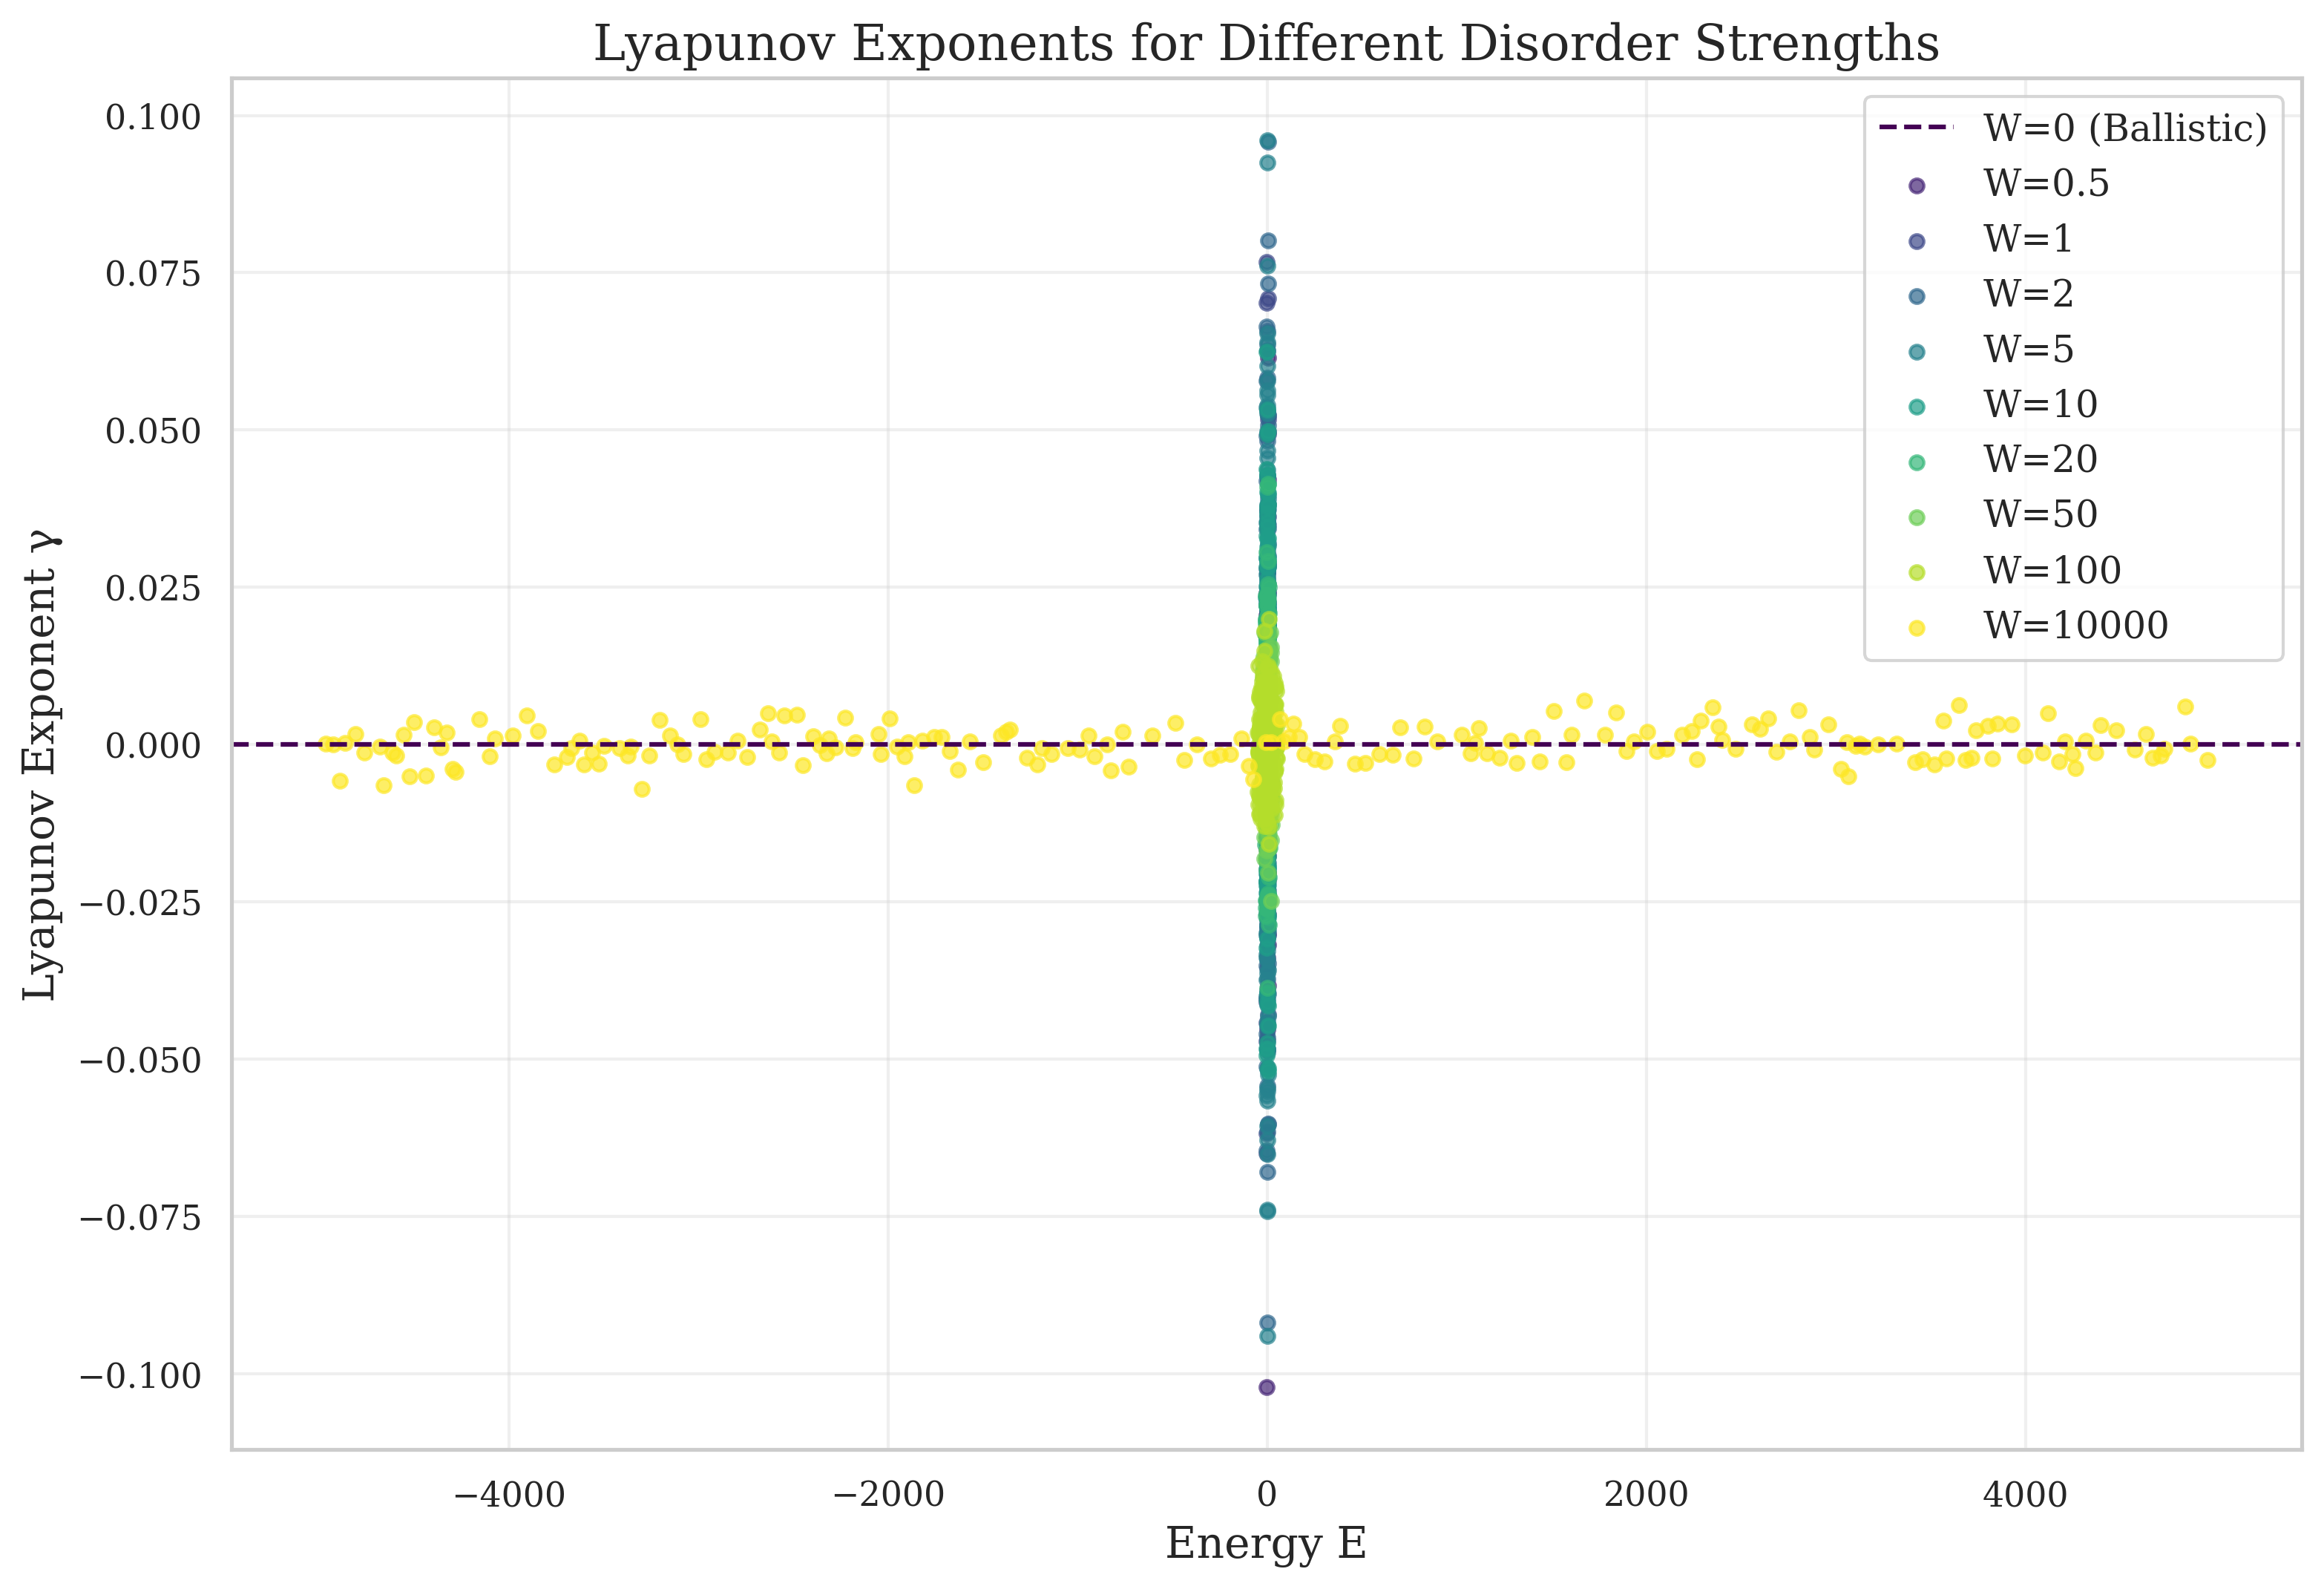 Lyapunov Exponents for Different Disorder Strengths
Lyapunov Exponent γ
0.100
0.075
0.050
0.025
0.000
−0.025
−0.050
−0.075
−0.100
W=0 (Ballistic)
W=0.5
W=1
W=2
W=5
W=10
W=20
W=50
W=100
W=10000
−4000
−2000
0
2000
4000
Energy E